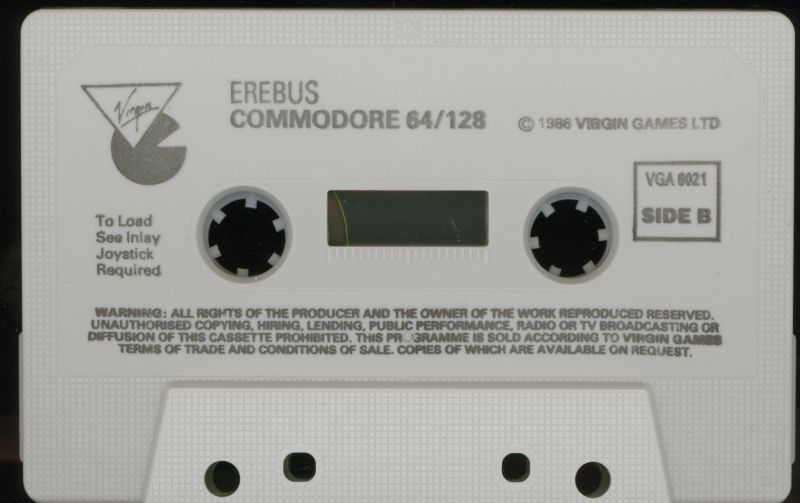 Virgin
EREBUS
COMMODORE 64/128
© 1986 VIRGIN GAMES LTD
VGA 6021
SIDE B
To Load
See Inlay
Joystick
Required
WARNING: ALL RIGHTS OF THE PRODUCER AND THE OWNER OF THE WORK REPRODUCED RESERVED.
UNAUTHORISED COPYING, HIRING, LENDING, PUBLIC PERFORMANCE, RADIO OR TV BROADCASTING OR
DIFFUSION OF THIS CASSETTE PROHIBITED. THIS PROGRAMME IS SOLD ACCORDING TO VIRGIN GAMES
TERMS OF TRADE AND CONDITIONS OF SALE. COPIES OF WHICH ARE AVAILABLE ON REQUEST.